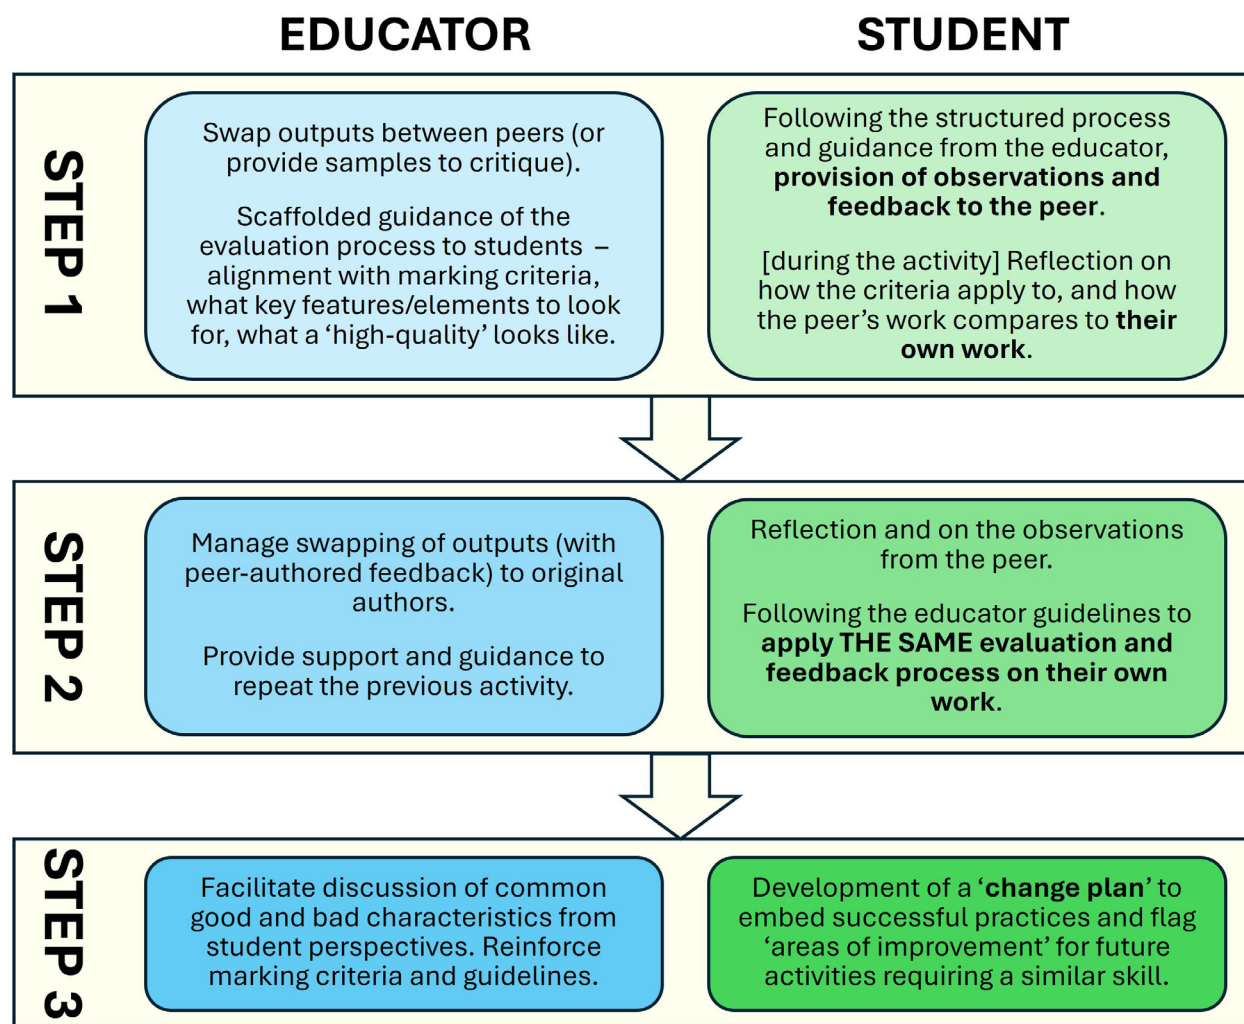 EDUCATOR
STUDENT
STEP 1
Swap outputs between peers (or
provide samples to critique).
Scaffolded guidance of the
evaluation process to students –
alignment with marking criteria,
what key features/elements to look
for, what a ‘high-quality’ looks like.
Following the structured process
and guidance from the educator,
provision of observations and
feedback to the peer.
[during the activity] Reflection on
how the criteria apply to, and how
the peer’s work compares to their
own work.
STEP 2
Manage swapping of outputs (with
peer-authored feedback) to original
authors.
Provide support and guidance to
repeat the previous activity.
Reflection and on the observations
from the peer.
Following the educator guidelines to
apply THE SAME evaluation and
feedback process on their own
work.
STEP 3
Facilitate discussion of common
good and bad characteristics from
student perspectives. Reinforce
marking criteria and guidelines.
Development of a ‘change plan’ to
embed successful practices and flag
‘areas of improvement’ for future
activities requiring a similar skill.